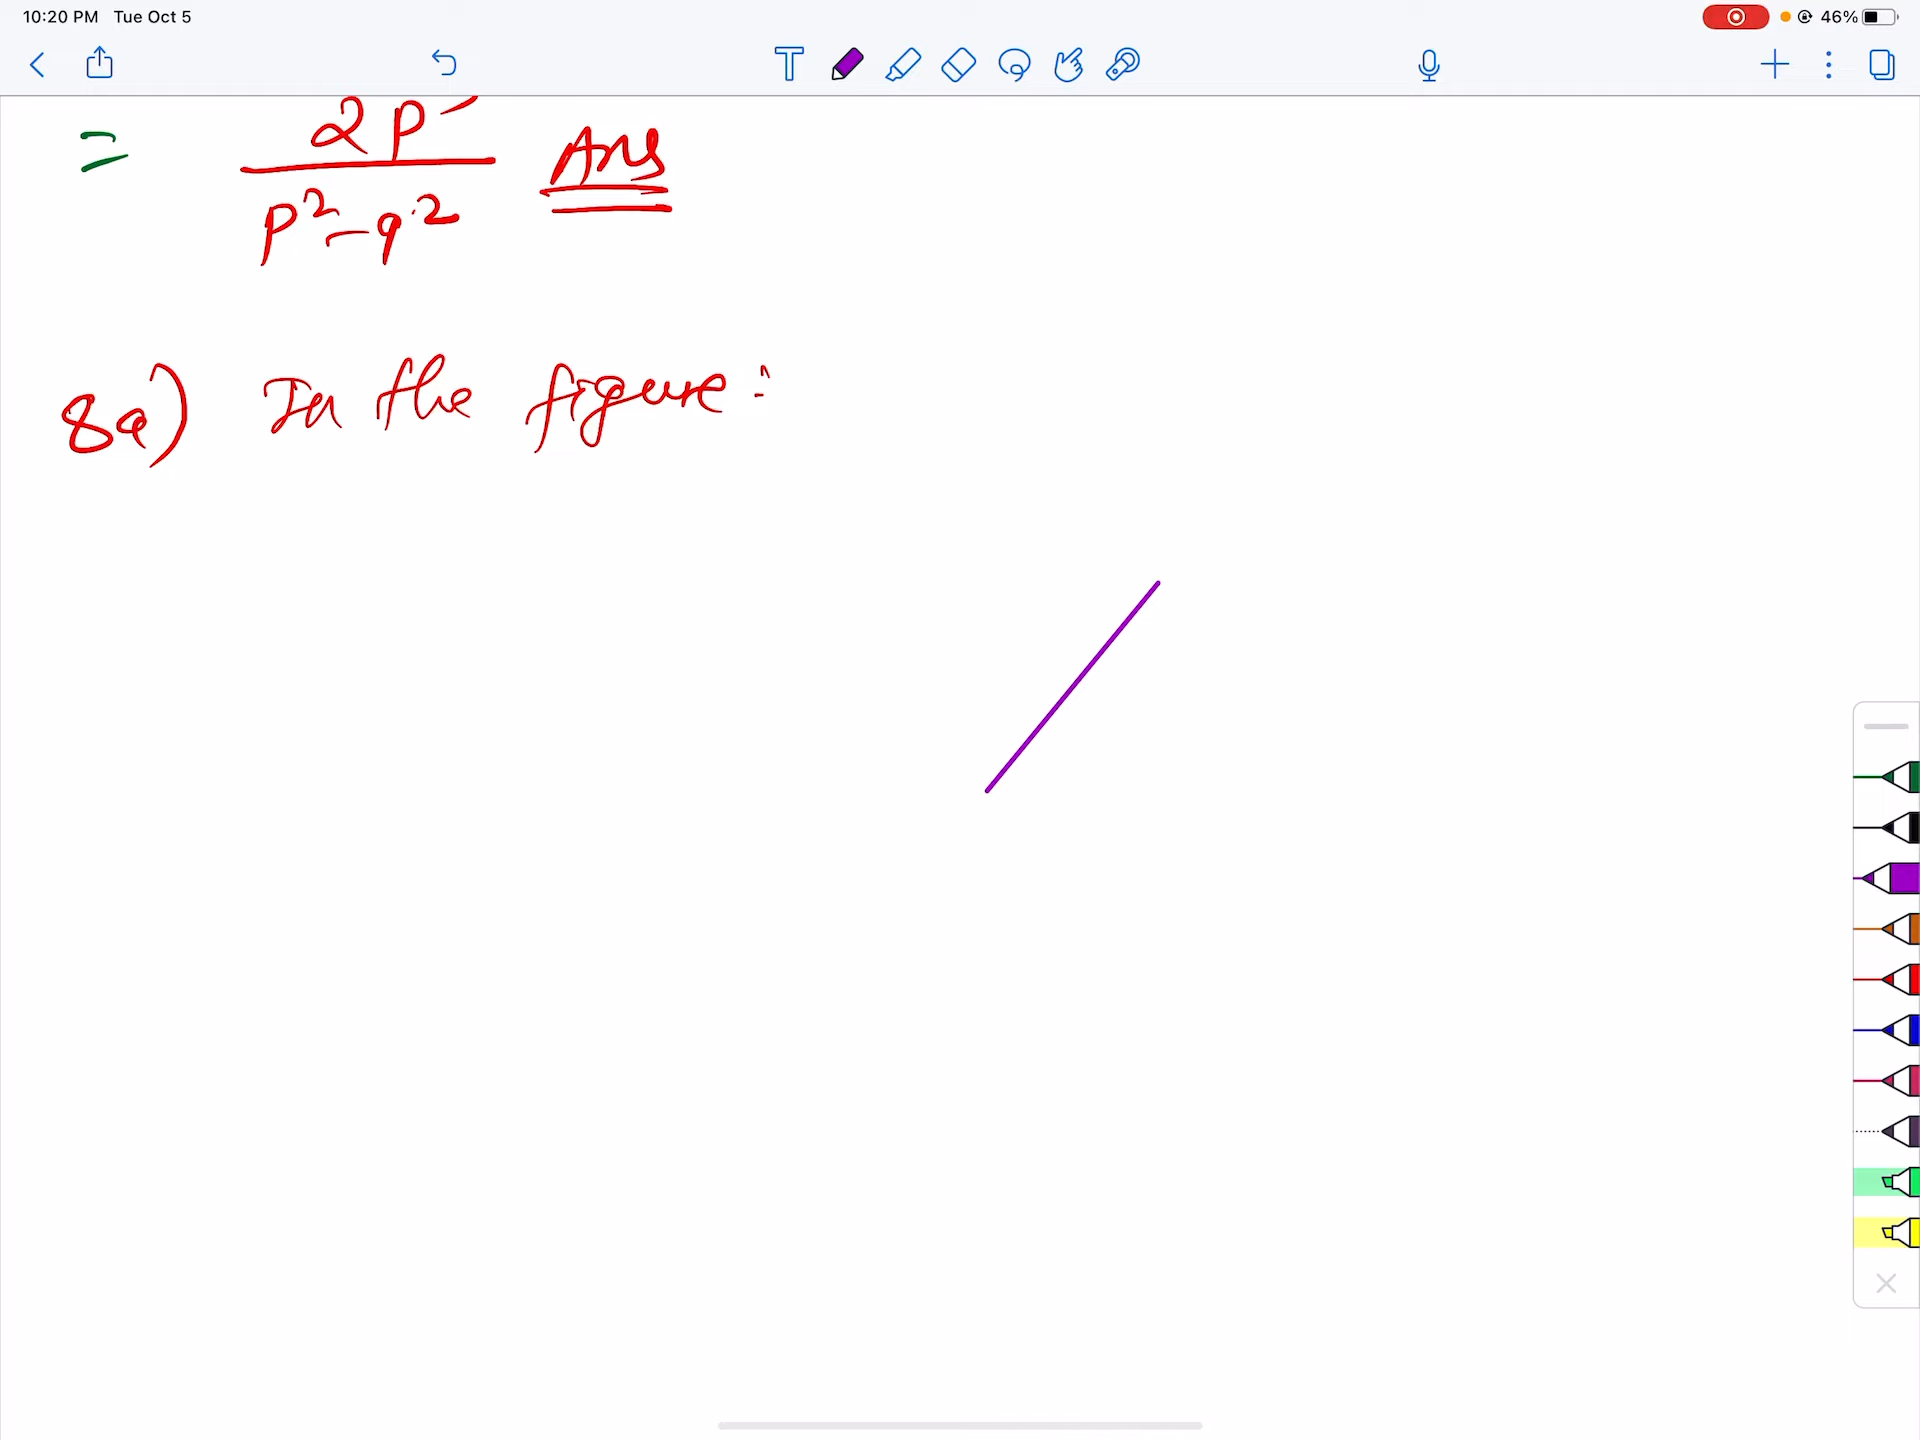 10:20 PM Tue Oct 5
46%
T
= 2p
Ans
p²-q²
8a) In the figure: